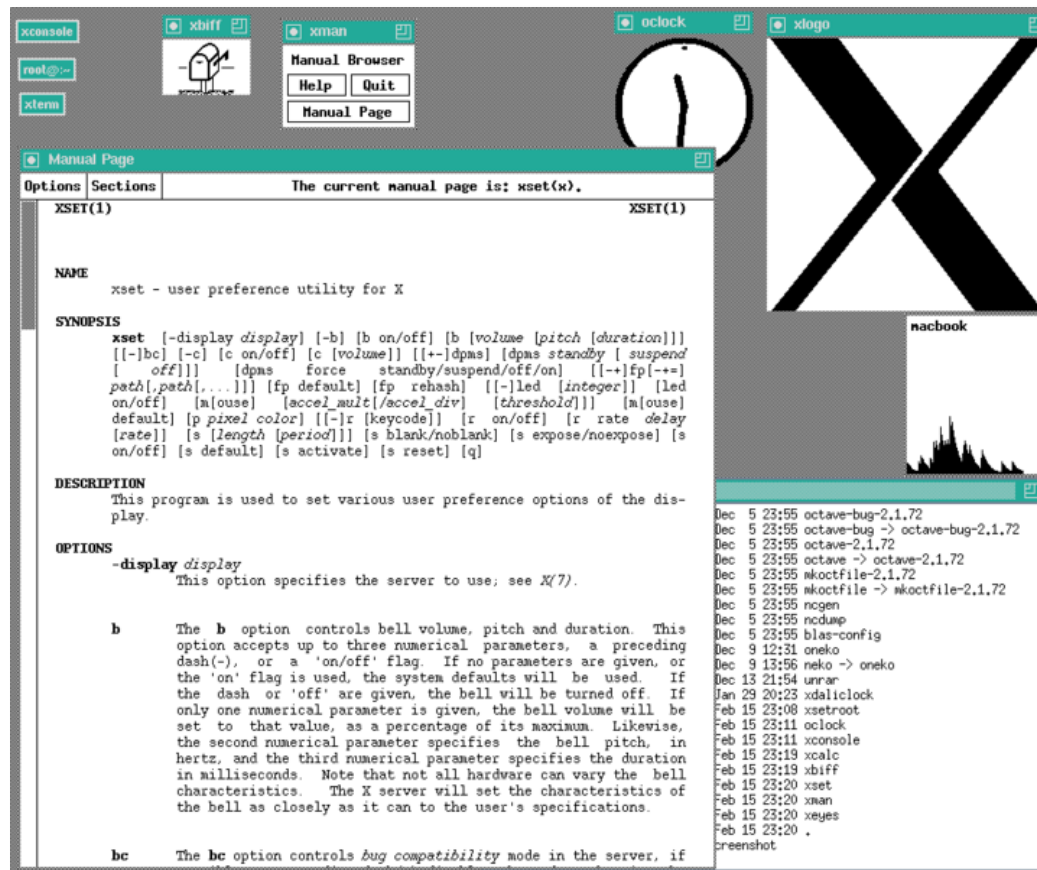 xconsole
root@:~
xterm
xbiff
xman
Manual Browser
Help Quit
Manual Page
oclock
xlogo
Manual Page
Options Sections The current manual page is: xset(x).
XSET(1) XSET(1)
NAME
xset - user preference utility for X
SYNOPSIS
xset [-display display] [-b] [b on/off] [b [volume [pitch [duration]]]
[[-]bc] [-c] [c on/off] [c [volume]] [[+-]dpms] [dpms standby [ suspend
[ off]]] [dpms force standby/suspend/off/on] [[-+]fp[-+=]
path[,path[,...]]] [fp default] [fp rehash] [[-]led [integer]] [led
on/off] [m[ouse] [accel_mult[/accel_div] [threshold]]] [m[ouse]
default] [p pixel color] [[-]r [keycode]] [r on/off] [r rate delay
[rate]] [s [length [period]]] [s blank/noblank] [s expose/noexpose] [s
on/off] [s default] [s activate] [s reset] [q]
DESCRIPTION
This program is used to set various user preference options of the dis-
play.
OPTIONS
-display display
This option specifies the server to use; see X(7).
b The b option controls bell volume, pitch and duration. This
option accepts up to three numerical parameters, a preceding
dash(-), or a 'on/off' flag. If no parameters are given, or
the 'on' flag is used, the system defaults will be used. If
the dash or 'off' are given, the bell will be turned off. If
only one numerical parameter is given, the bell volume will be
set to that value, as a percentage of its maximum. Likewise,
the second numerical parameter specifies the bell pitch, in
hertz, and the third numerical parameter specifies the duration
in milliseconds. Note that not all hardware can vary the bell
characteristics. The X server will set the characteristics of
the bell as closely as it can to the user's specifications.
bc The bc option controls bug compatibility mode in the server, if
macbook
Dec 5 23:55 octave-bug-2.1.72
Dec 5 23:55 octave-bug -> octave-bug-2.1.72
Dec 5 23:55 octave-2.1.72
Dec 5 23:55 octave -> octave-2.1.72
Dec 5 23:55 mkoctfile-2.1.72
Dec 5 23:55 mkoctfile -> mkoctfile-2.1.72
Dec 5 23:55 ncgen
Dec 5 23:55 ncdump
Dec 5 23:55 blas-config
Dec 9 12:31 oneko
Dec 9 13:56 neko -> oneko
Dec 13 21:54 unrar
Jan 29 20:23 xdaliclock
Feb 15 23:08 xsetroot
Feb 15 23:11 oclock
Feb 15 23:11 xconsole
Feb 15 23:19 xcalc
Feb 15 23:19 xbiff
Feb 15 23:20 xset
Feb 15 23:20 xman
Feb 15 23:20 xeyes
Feb 15 23:20 .
creenshot